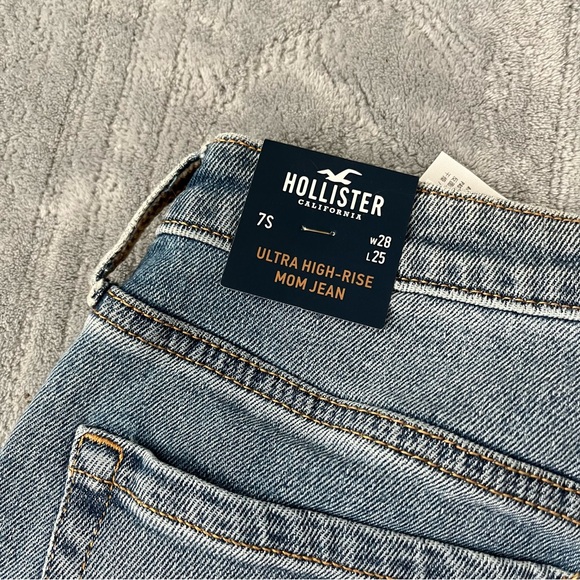 HOLLISTER
CALIFORNIA
7S
W28
L25
ULTRA HIGH-RISE
MOM JEAN